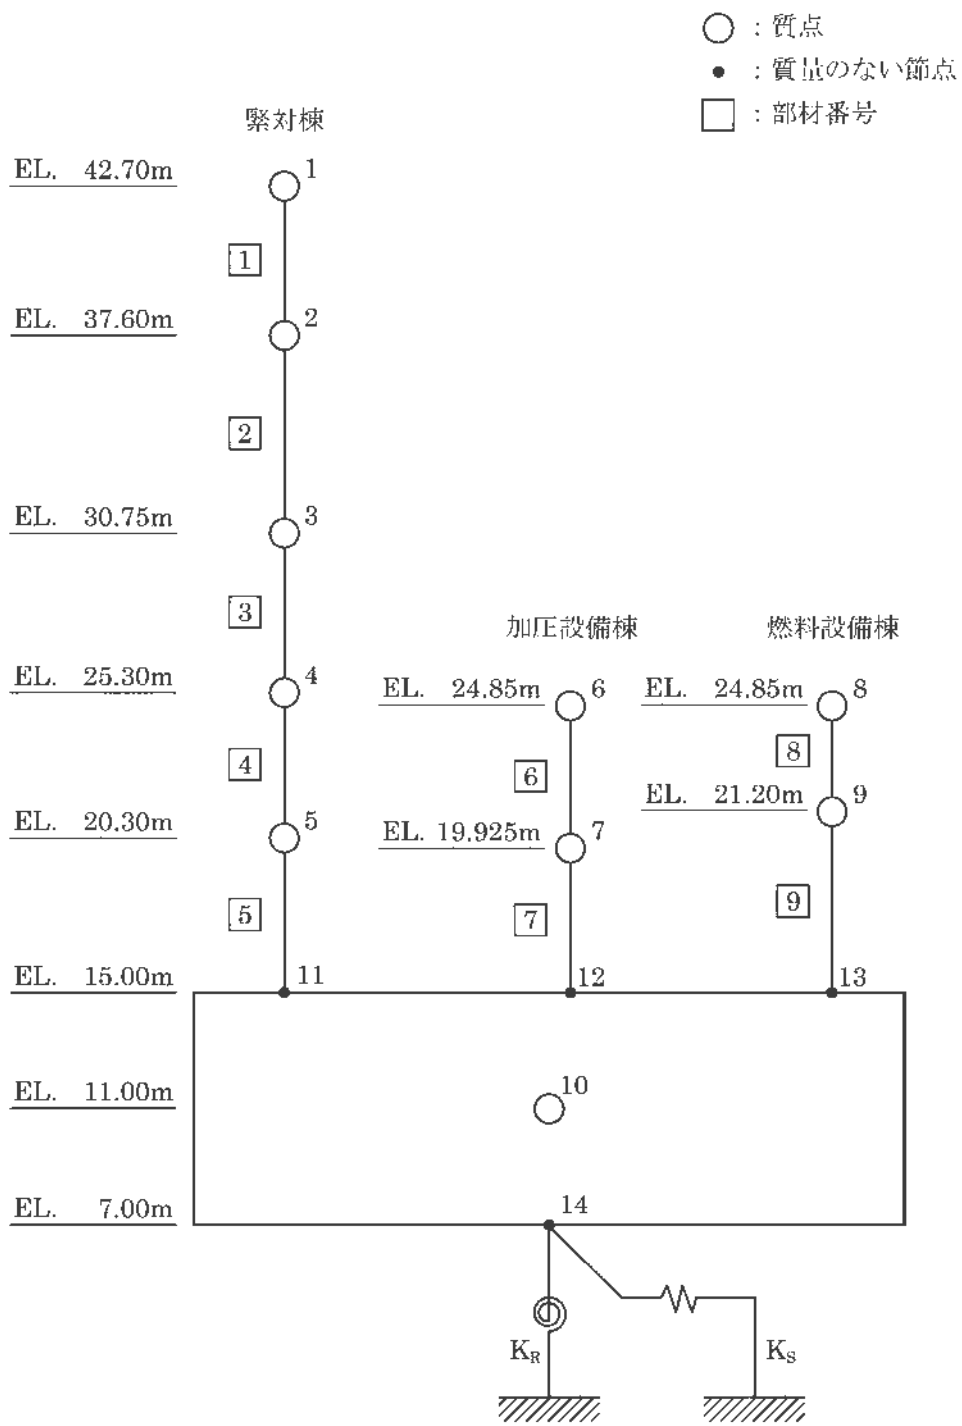 ○ : 質点
● : 質量のない節点
□ : 部材番号
緊対棟
EL. 42.70m
1
1
EL. 37.60m
2
2
EL. 30.75m
3
3
加圧設備棟
燃料設備棟
EL. 25.30m
4
EL. 24.85m
6
EL. 24.85m
8
4
6
8
EL. 21.20m
9
EL. 20.30m
5
EL. 19.925m
7
5
7
9
EL. 15.00m
11
12
13
EL. 11.00m
10
EL. 7.00m
14
KR
KS